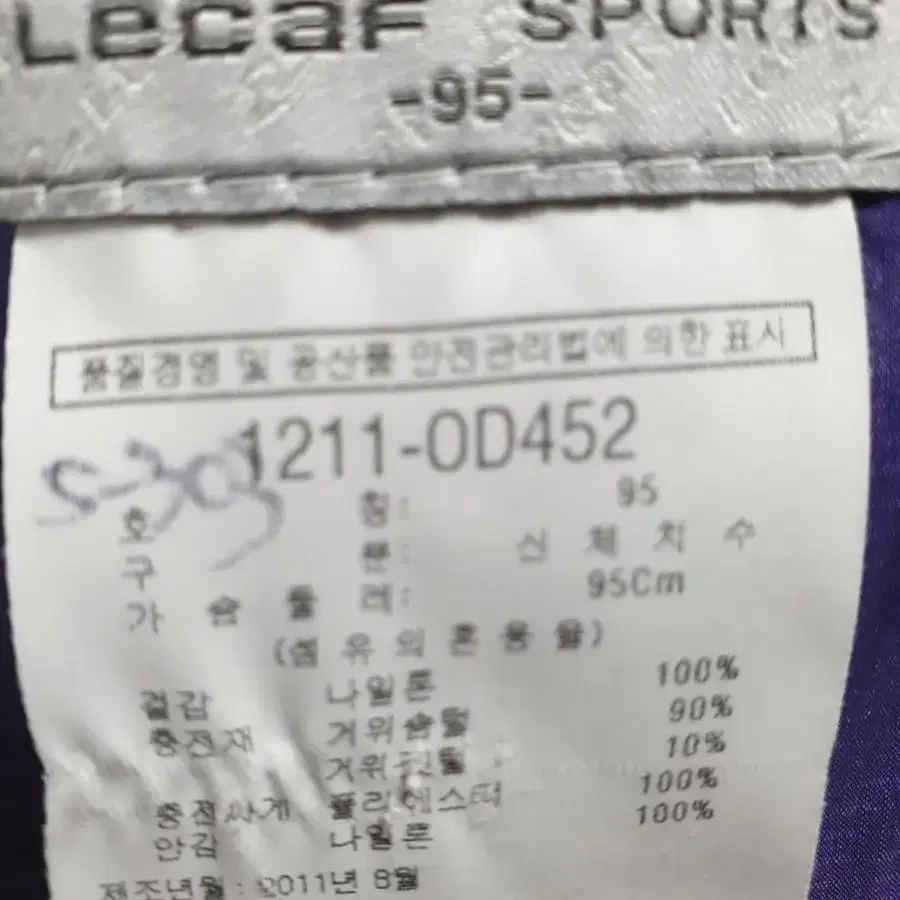 Lecaf SPORTS
-95-
품질경영 및 공산품 안전관리법에 의한 표시
1211-0D452
S-303
호 칭: 95
구 분: 신 체 치 수
가 슴 둘 레: 95Cm
(섬 유 의 혼 용 율)
겉감 나일론 100%
충전재 거위솜털 90%
거위깃털 10%
충전싸게 폴리에스터 100%
안감 나일론 100%
제조년월 : 2011년 8월